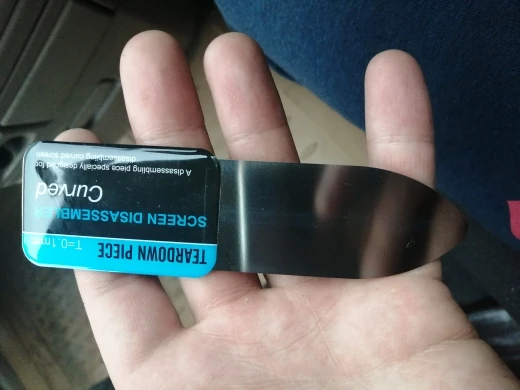 TEARDOWN PIECE
T=0.1mm
SCREEN DISASSEMBLER
Curved
A disassembling piece specially designed for
disassembling curved screen